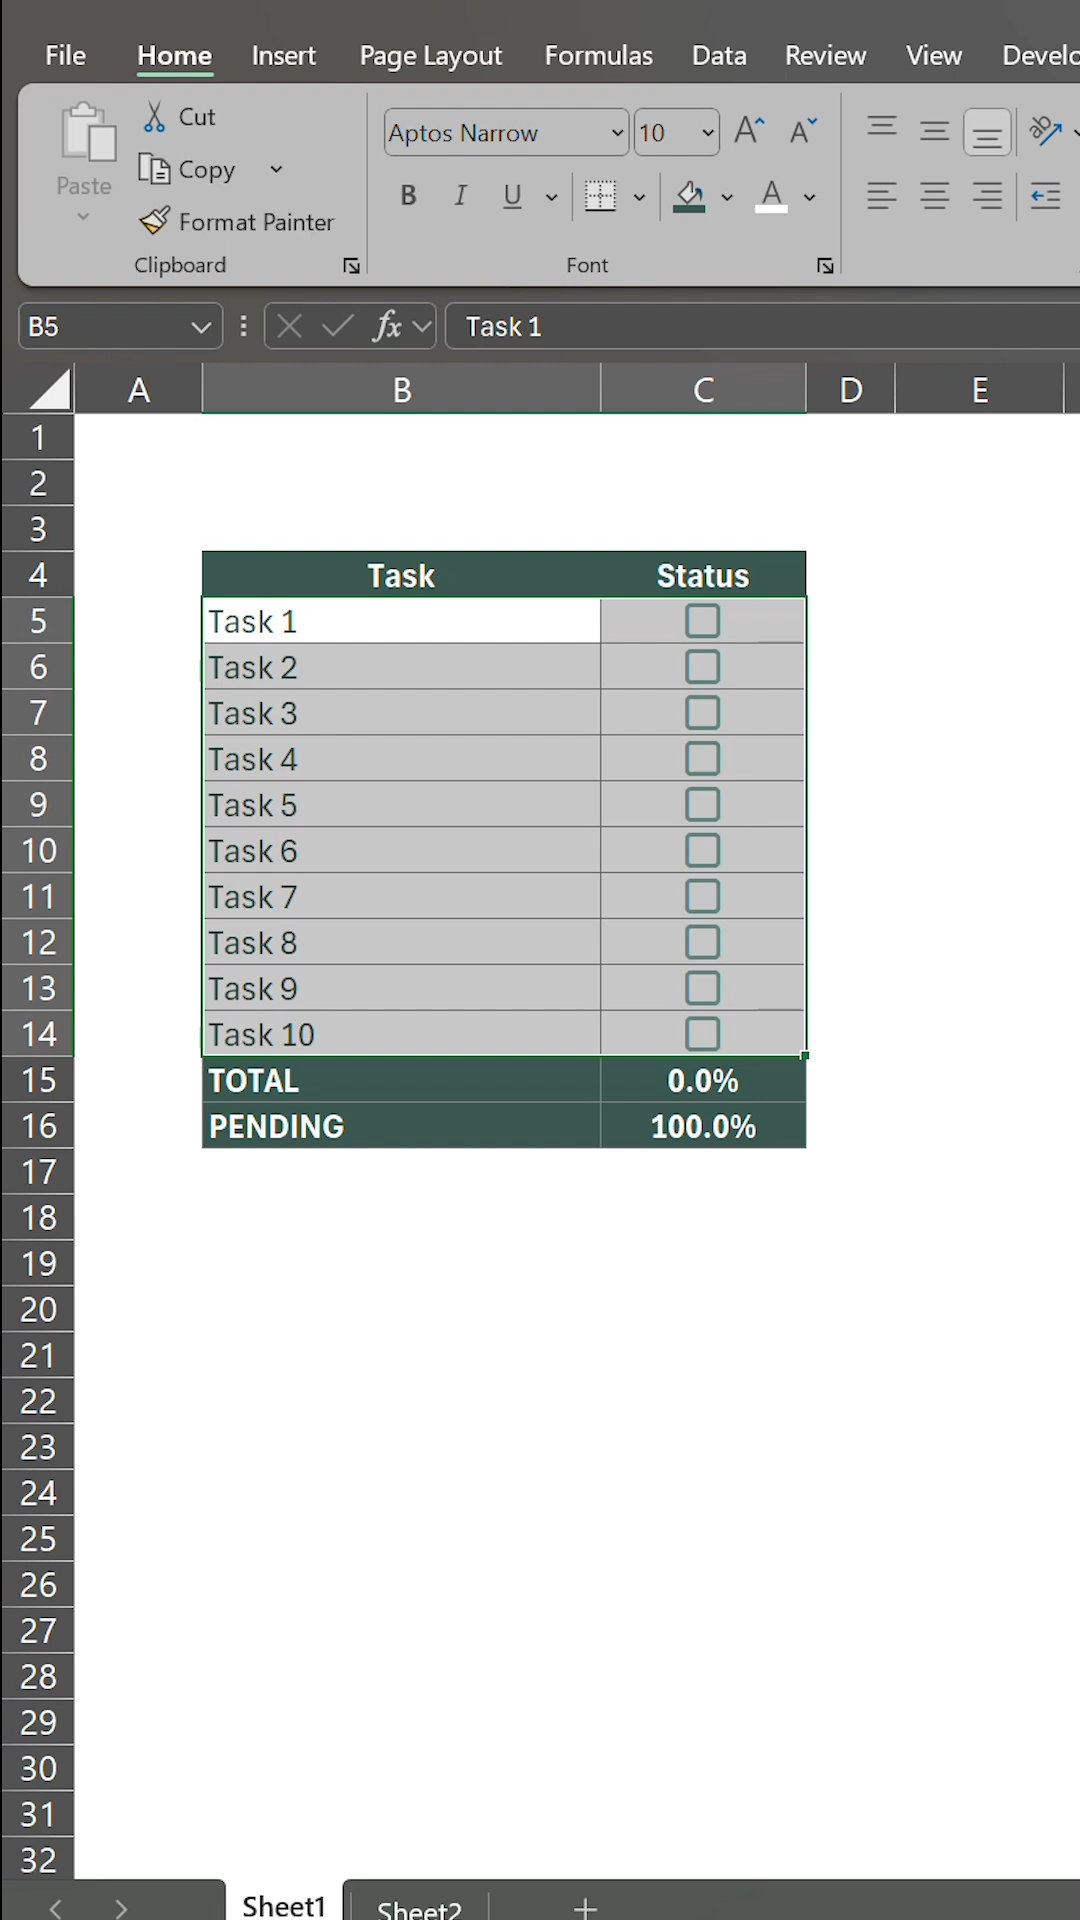 File Home Insert Page Layout Formulas Data Review View Develo
Cut
Aptos Narrow 10
Copy
Paste
B I U A
Format Painter
Clipboard Font
B5 fx Task 1
A B C D E
1
2
3
4 Task Status
5 Task 1
6 Task 2
7 Task 3
8 Task 4
9 Task 5
10 Task 6
11 Task 7
12 Task 8
13 Task 9
14 Task 10
15 TOTAL 0.0%
16 PENDING 100.0%
17
18
19
20
21
22
23
24
25
26
27
28
29
30
31
32
Sheet1 Sheet2